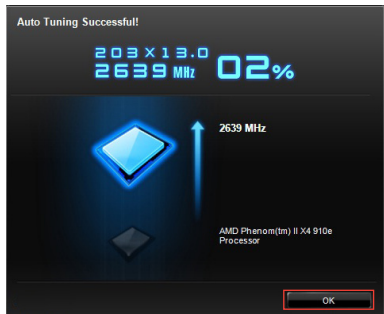 Auto Tuning Successful!
203X13.0
2639 MHz 02%
2639 MHz
AMD Phenom(tm) II X4 910e
Processor
OK